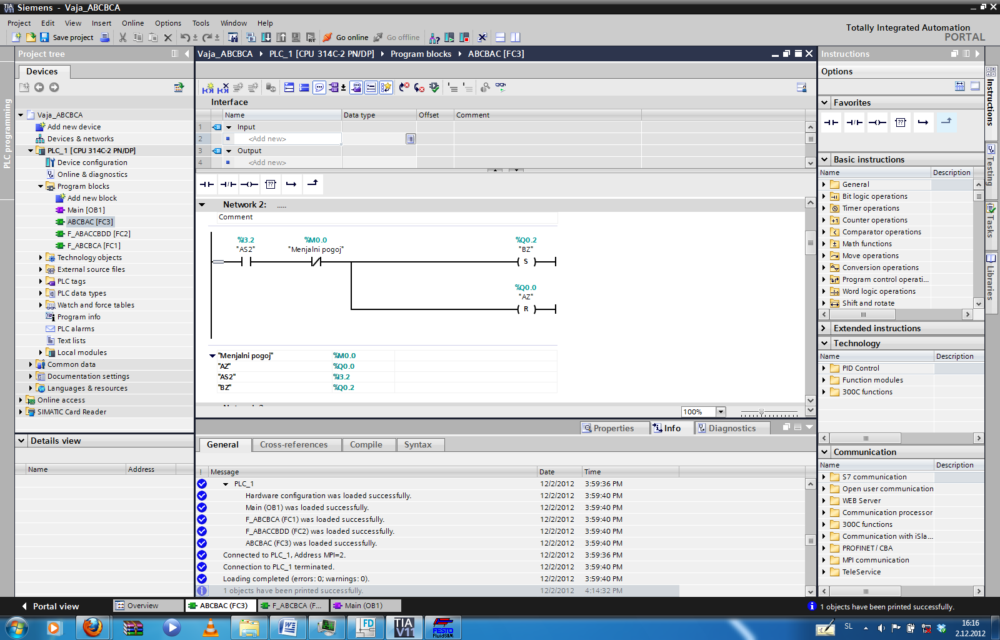 Siemens - Vaja_ABCBCA
Project Edit View Insert Online Options Tools Window Help
Totally Integrated Automation
PORTAL
Save project Go online Go offline
Project tree
Devices
PLC programming
Vaja_ABCBCA
Add new device
Devices & networks
PLC_1 [CPU 314C-2 PN/DP]
Device configuration
Online & diagnostics
Program blocks
Add new block
Main [OB1]
ABCBAC [FC3]
F_ABACCBDD [FC2]
F_ABCBCA [FC1]
Technology objects
External source files
PLC tags
PLC data types
Watch and force tables
Program info
PLC alarms
Text lists
Local modules
Common data
Documentation settings
Languages & resources
Online access
SIMATIC Card Reader
Details view
Name Address
Vaja_ABCBCA PLC_1 [CPU 314C-2 PN/DP] Program blocks ABCBAC [FC3]
Interface
Name Data type Offset Comment
1 Input
2 <Add new>
3 Output
4 <Add new>
Network 2: .....
Comment
%I3.2 %M0.0 %Q0.2
"AS2" "Menjalni pogoj" "BZ"
S
%Q0.0
"AZ"
R
"Menjalni pogoj" %M0.0
"AZ" %Q0.0
"AS2" %I3.2
"BZ" %Q0.2
100%
Properties Info Diagnostics
General Cross-references Compile Syntax
! Message Date Time
PLC_1 12/2/2012 3:59:36 PM
Hardware configuration was loaded successfully. 12/2/2012 3:59:40 PM
Main (OB1) was loaded successfully. 12/2/2012 3:59:40 PM
F_ABCBCA (FC1) was loaded successfully. 12/2/2012 3:59:40 PM
F_ABACCBDD (FC2) was loaded successfully. 12/2/2012 3:59:40 PM
ABCBAC (FC3) was loaded successfully. 12/2/2012 3:59:40 PM
Connected to PLC_1, Address MPI=2. 12/2/2012 3:59:36 PM
Connection to PLC_1 terminated. 12/2/2012 3:59:40 PM
Loading completed (errors: 0; warnings: 0). 12/2/2012 3:59:40 PM
1 objects have been printed successfully. 12/2/2012 4:14:32 PM
Instructions
Options
Favorites
Basic instructions
Name Description
General
Bit logic operations
Timer operations
Counter operations
Comparator operations
Math functions
Move operations
Conversion operations
Program control operati...
Word logic operations
Shift and rotate
Extended instructions
Technology
Name Description
PID Control
Function modules
300C functions
Communication
Name Description
S7 communication
Open user communication
WEB Server
Communication processor
300C functions
Communication with iSla...
PROFINET / CBA
MPI communication
TeleService
Instructions
Testing
Tasks
Libraries
Portal view Overview ABCBAC (FC3) F_ABCBCA (F... Main (OB1) 1 objects have been printed successfully.
FD
TIA
V11
FESTO
FluidSIM
SL
16:16
2.12.2012